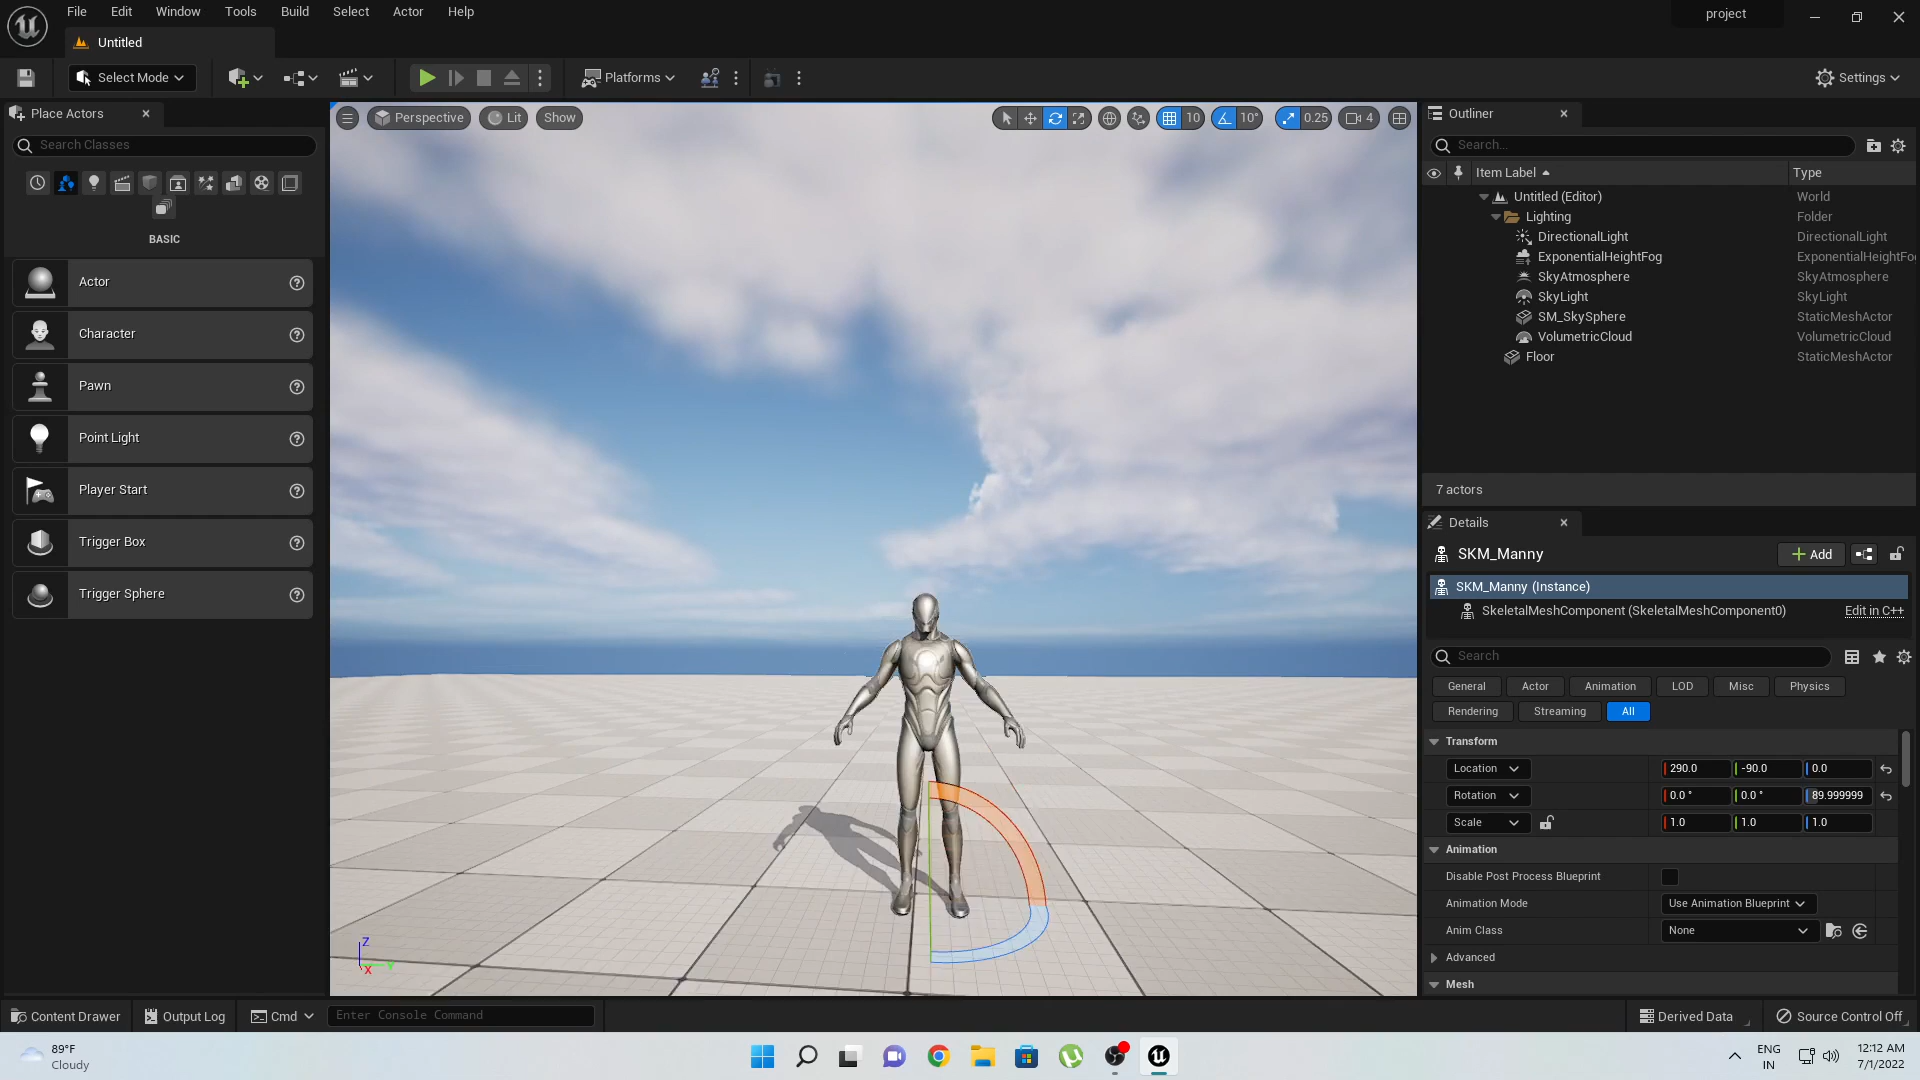 File Edit Window Tools Build Select Actor Help
project
Untitled
Select Mode
Platforms
Settings
Place Actors
Search Classes
BASIC
Actor
Character
Pawn
Point Light
Player Start
Trigger Box
Trigger Sphere
Perspective Lit Show
10 10° 0.25 4
Outliner
Search...
Item Label Type
Untitled (Editor) World
Lighting Folder
DirectionalLight DirectionalLight
ExponentialHeightFog ExponentialHeightFo
SkyAtmosphere SkyAtmosphere
SkyLight SkyLight
SM_SkySphere StaticMeshActor
VolumetricCloud VolumetricCloud
Floor StaticMeshActor
7 actors
Details
SKM_Manny Add
SKM_Manny (Instance)
SkeletalMeshComponent (SkeletalMeshComponent0) Edit in C++
Search
General Actor Animation LOD Misc Physics
Rendering Streaming All
Transform
Location 290.0 -90.0 0.0
Rotation 0.0 ° 0.0 ° 89.999999
Scale 1.0 1.0 1.0
Animation
Disable Post Process Blueprint
Animation Mode Use Animation Blueprint
Anim Class None
Advanced
Mesh
Z
X Y
Content Drawer Output Log Cmd Enter Console Command
Derived Data Source Control Off
89°F
Cloudy
ENG
IN
12:12 AM
7/1/2022